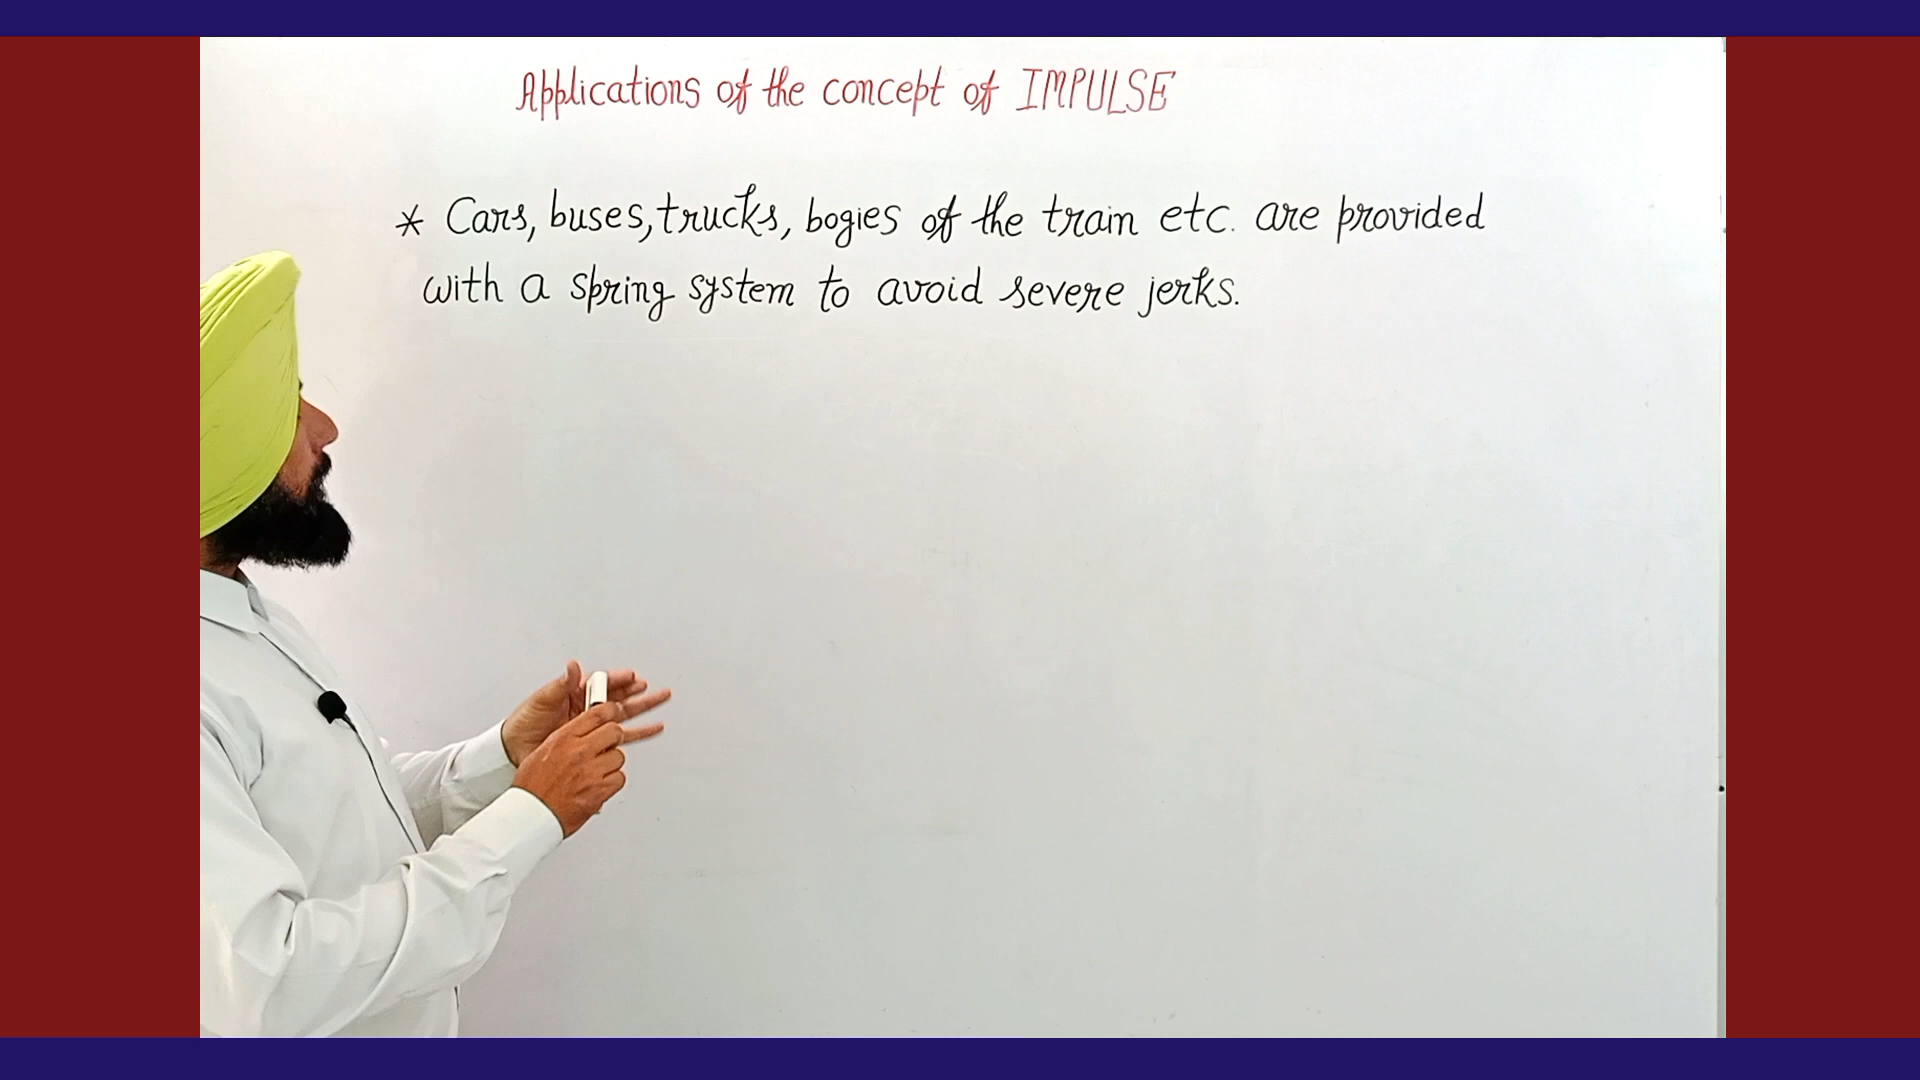 Applications of the concept of IMPULSE
* Cars, buses, trucks, bogies of the train etc. are provided
with a spring system to avoid severe jerks.